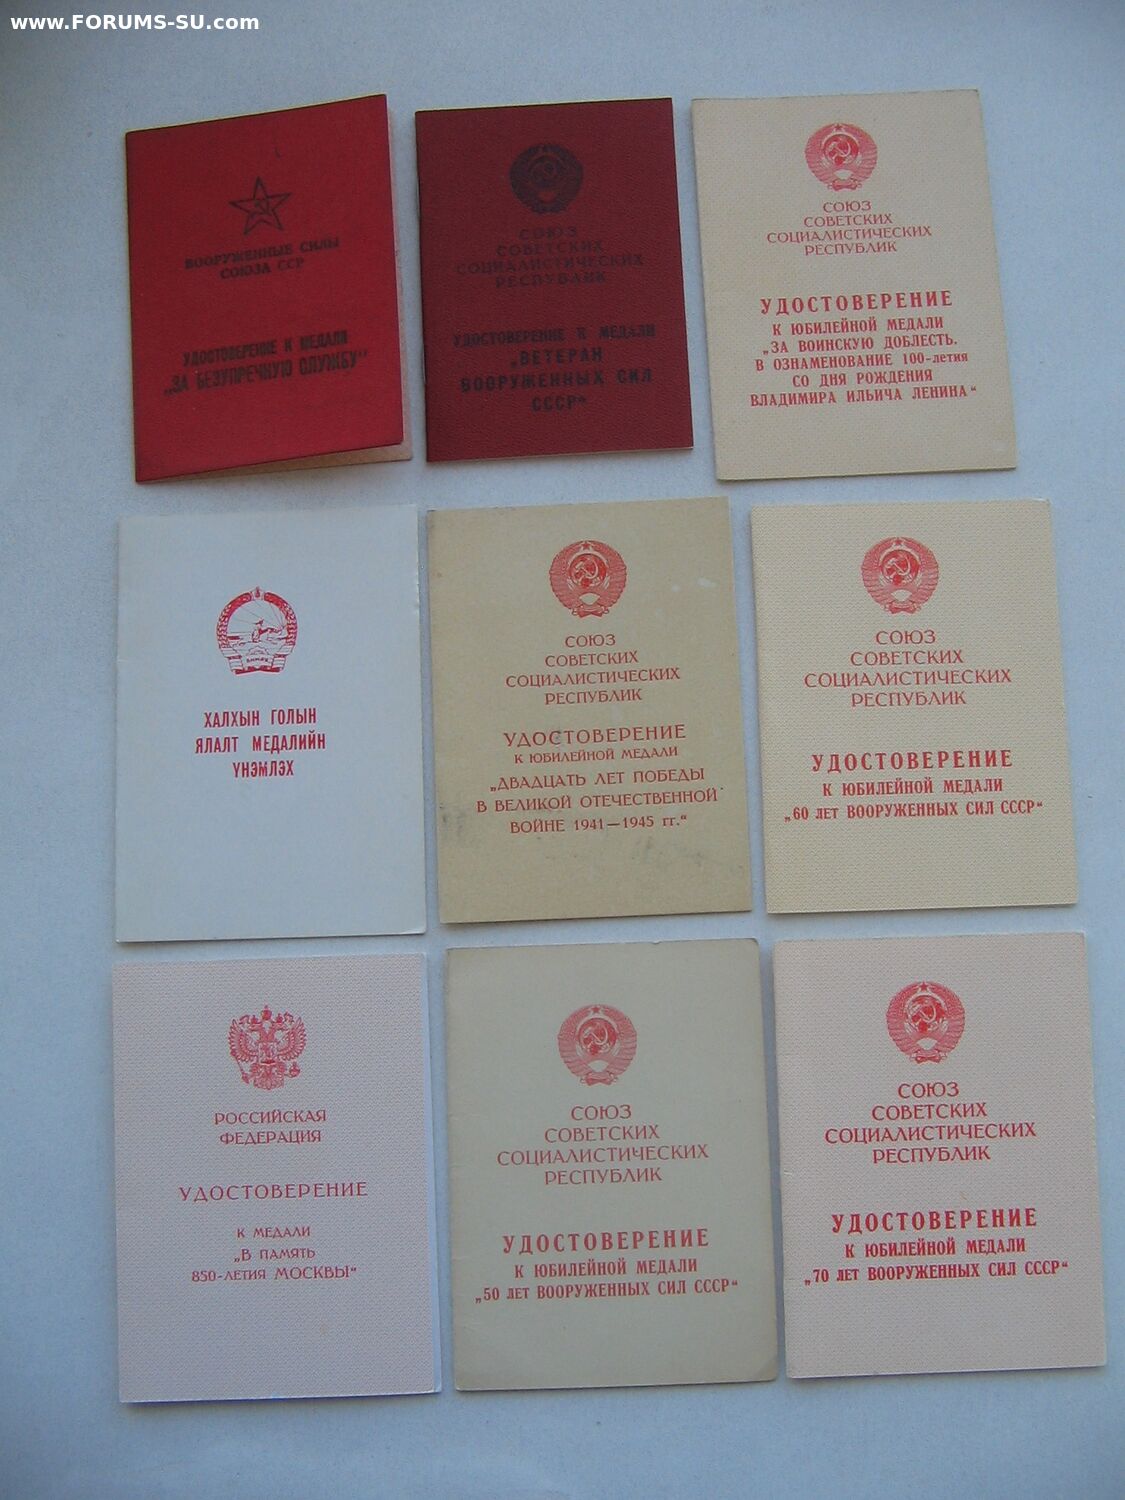 www.FORUMS-SU.com
ВООРУЖЕННЫЕ СИЛЫ
СОЮЗА ССР
УДОСТОВЕРЕНИЕ К МЕДАЛИ
„ЗА БЕЗУПРЕЧНУЮ СЛУЖБУ"
СОЮЗ
СОВЕТСКИХ
СОЦИАЛИСТИЧЕСКИХ
РЕСПУБЛИК
УДОСТОВЕРЕНИЕ К МЕДАЛИ
„ВЕТЕРАН
ВООРУЖЕННЫХ СИЛ
СССР“
СОЮЗ
СОВЕТСКИХ
СОЦИАЛИСТИЧЕСКИХ
РЕСПУБЛИК
УДОСТОВЕРЕНИЕ
К ЮБИЛЕЙНОЙ МЕДАЛИ
„ЗА ВОИНСКУЮ ДОБЛЕСТЬ.
В ОЗНАМЕНОВАНИЕ 100-летия
СО ДНЯ РОЖДЕНИЯ
ВЛАДИМИРА ИЛЬИЧА ЛЕНИНА“
ХАЛХЫН ГОЛЫН
ЯЛАЛТ МЕДАЛИЙН
ҮНЭМЛЭХ
СОЮЗ
СОВЕТСКИХ
СОЦИАЛИСТИЧЕСКИХ
РЕСПУБЛИК
УДОСТОВЕРЕНИЕ
К ЮБИЛЕЙНОЙ МЕДАЛИ
„ДВАДЦАТЬ ЛЕТ ПОБЕДЫ
В ВЕЛИКОЙ ОТЕЧЕСТВЕННОЙ
ВОЙНЕ 1941—1945 гг.“
СОЮЗ
СОВЕТСКИХ
СОЦИАЛИСТИЧЕСКИХ
РЕСПУБЛИК
УДОСТОВЕРЕНИЕ
К ЮБИЛЕЙНОЙ МЕДАЛИ
„60 ЛЕТ ВООРУЖЕННЫХ СИЛ СССР“
РОССИЙСКАЯ
ФЕДЕРАЦИЯ
УДОСТОВЕРЕНИЕ
К МЕДАЛИ
„В ПАМЯТЬ
850-ЛЕТИЯ МОСКВЫ“
СОЮЗ
СОВЕТСКИХ
СОЦИАЛИСТИЧЕСКИХ
РЕСПУБЛИК
УДОСТОВЕРЕНИЕ
К ЮБИЛЕЙНОЙ МЕДАЛИ
„50 ЛЕТ ВООРУЖЕННЫХ СИЛ СССР“
СОЮЗ
СОВЕТСКИХ
СОЦИАЛИСТИЧЕСКИХ
РЕСПУБЛИК
УДОСТОВЕРЕНИЕ
К ЮБИЛЕЙНОЙ МЕДАЛИ
„70 ЛЕТ ВООРУЖЕННЫХ СИЛ СССР“